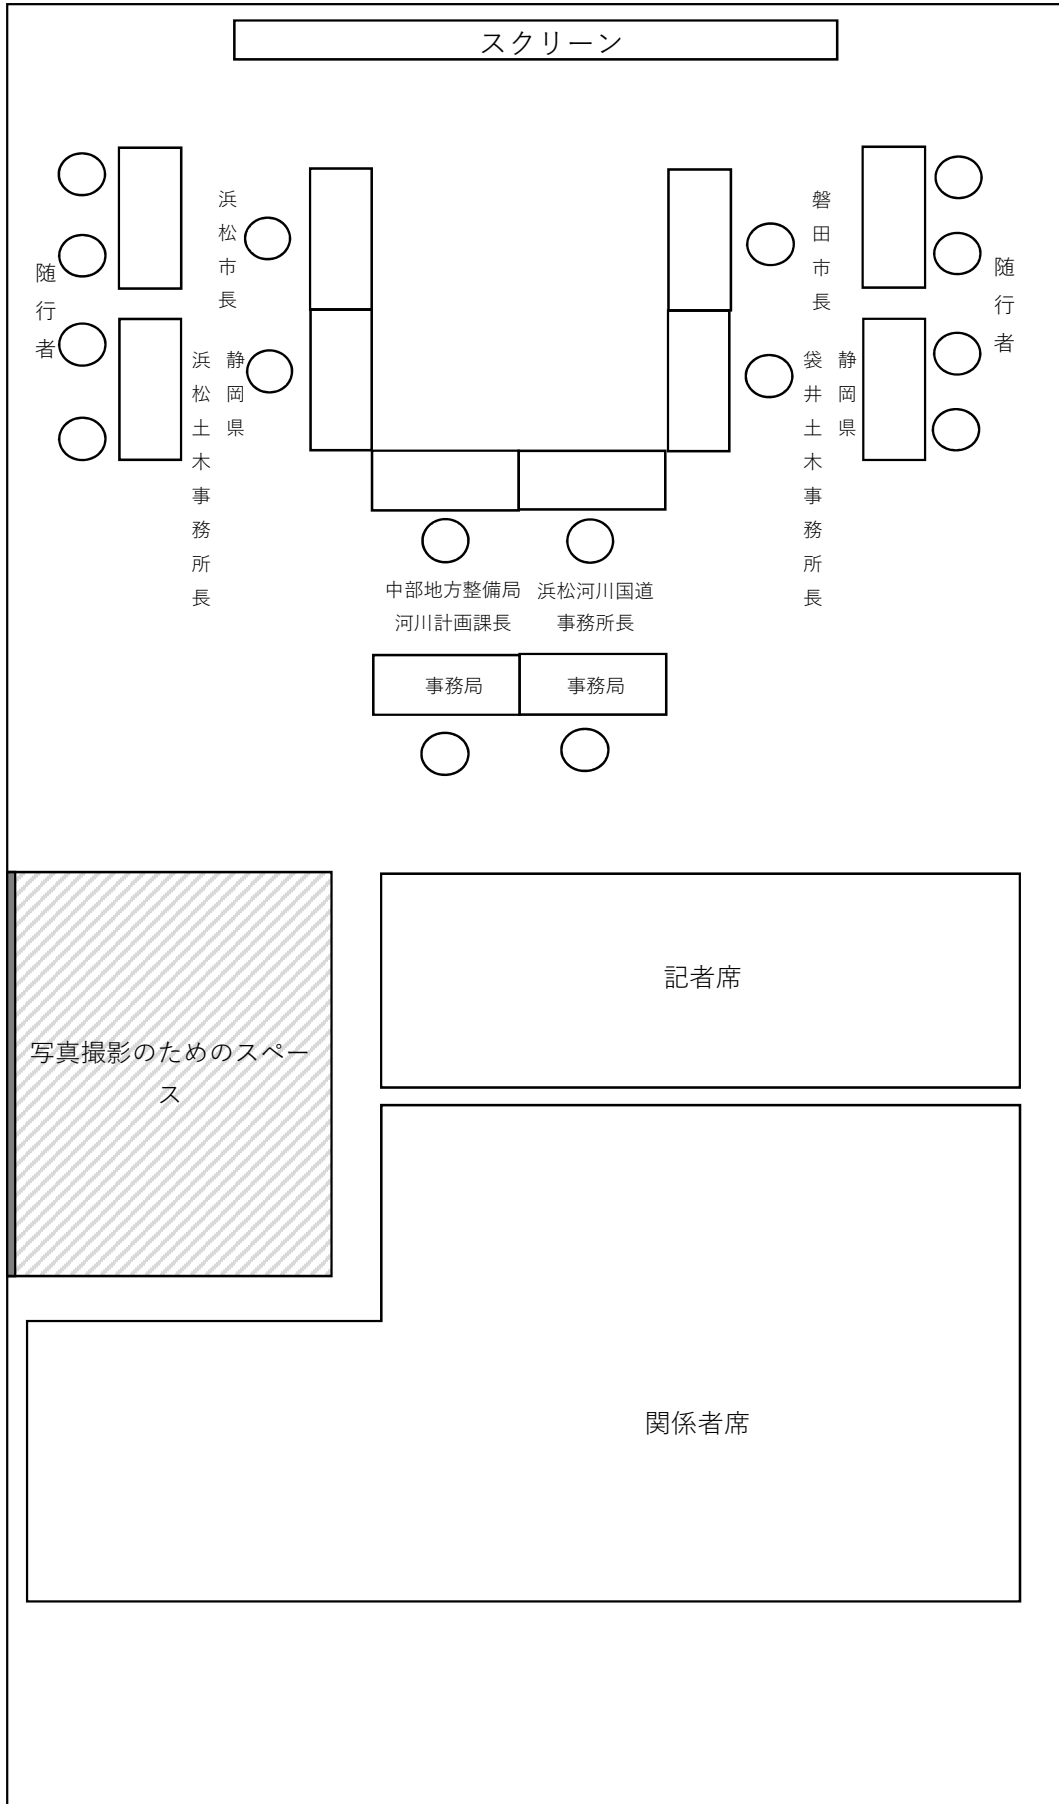 スクリーン
随行者
浜松市長
静岡県
浜松土木事務所長
磐田市長
静岡県
袋井土木事務所長
随行者
中部地方整備局
河川計画課長
浜松河川国道
事務所長
事務局
事務局
記者席
写真撮影のためのスペー
ス
関係者席